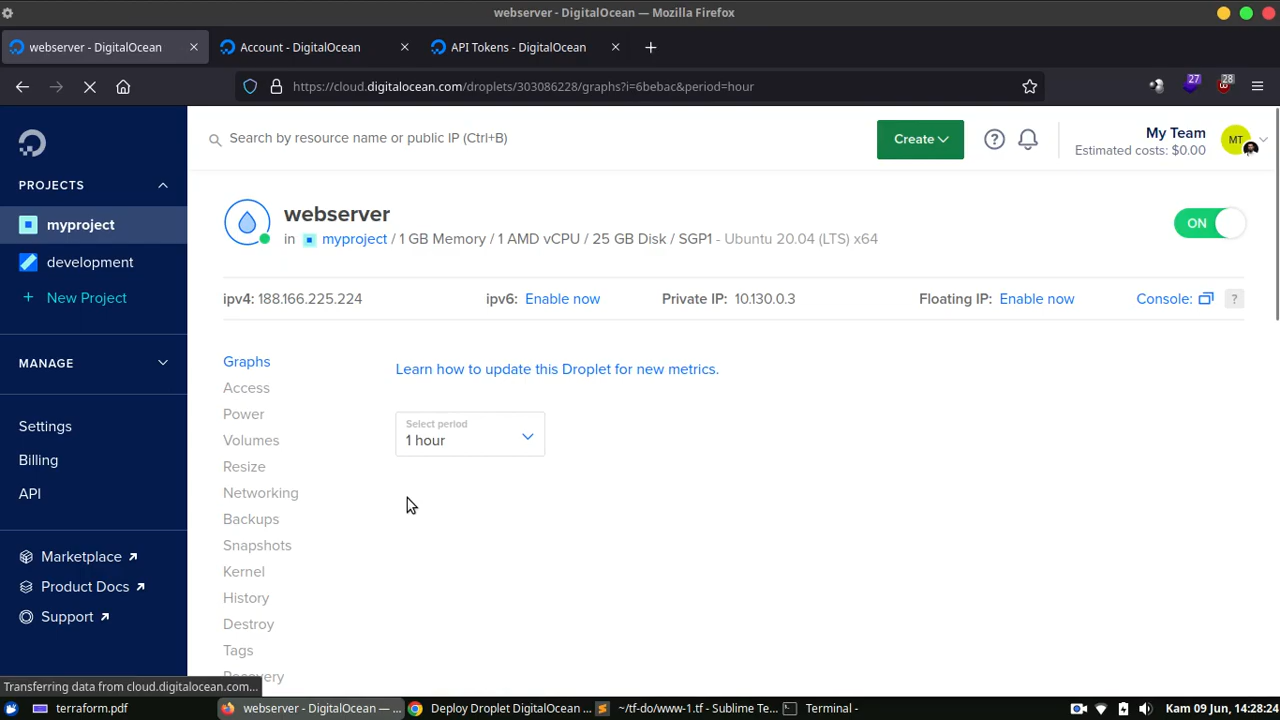 webserver - DigitalOcean — Mozilla Firefox
webserver - DigitalOcean
Account - DigitalOcean
API Tokens - DigitalOcean
https://cloud.digitalocean.com/droplets/303086228/graphs?i=6bebac&period=hour
27
28
Search by resource name or public IP (Ctrl+B)
Create
My Team
Estimated costs: $0.00
MT
PROJECTS
myproject
development
+ New Project
MANAGE
Settings
Billing
API
Marketplace
Product Docs
Support
webserver
in myproject / 1 GB Memory / 1 AMD vCPU / 25 GB Disk / SGP1 - Ubuntu 20.04 (LTS) x64
ON
ipv4: 188.166.225.224 ipv6: Enable now Private IP: 10.130.0.3 Floating IP: Enable now Console: ?
Graphs
Access
Power
Volumes
Resize
Networking
Backups
Snapshots
Kernel
History
Destroy
Tags
Recovery
Learn how to update this Droplet for new metrics.
Select period
1 hour
Transferring data from cloud.digitalocean.com...
terraform.pdf
webserver - DigitalOcean — ...
Deploy Droplet DigitalOcean ...
~/tf-do/www-1.tf - Sublime Te...
Terminal -
Kam 09 Jun, 14:28:24